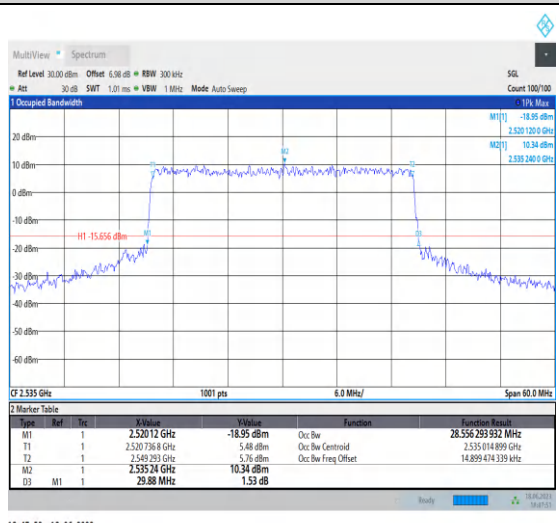 MultiView Spectrum
Ref Level 30.00 dBm Offset 6.98 dB RBW 300 kHz SGL
Att 30 dB SWT 1.01 ms VBW 1 MHz Mode Auto Sweep Count 100/100
1 Occupied Bandwidth 1Pk Max
M1[1] -18.95 dBm
2.520 120 0 GHz
M2[1] 10.34 dBm
2.535 240 0 GHz
20 dBm
M2
10 dBm
T1 T2
0 dBm
-10 dBm
H1 -15.656 dBm
M1 D3
-20 dBm
-30 dBm
-40 dBm
-50 dBm
-60 dBm
CF 2.535 GHz 1001 pts 6.0 MHz/ Span 60.0 MHz
2 Marker Table
Type Ref Trc X-Value Y-Value Function Function Result
M1 1 2.52012 GHz -18.95 dBm Occ Bw 28.556 293 932 MHz
T1 1 2.520 736 8 GHz 5.48 dBm Occ Bw Centroid 2.535 014 899 GHz
T2 1 2.549 293 GHz 5.76 dBm Occ Bw Freq Offset 14.899 474 339 kHz
M2 1 2.535 24 GHz 10.34 dBm
D3 M1 1 29.88 MHz 1.53 dB
Ready